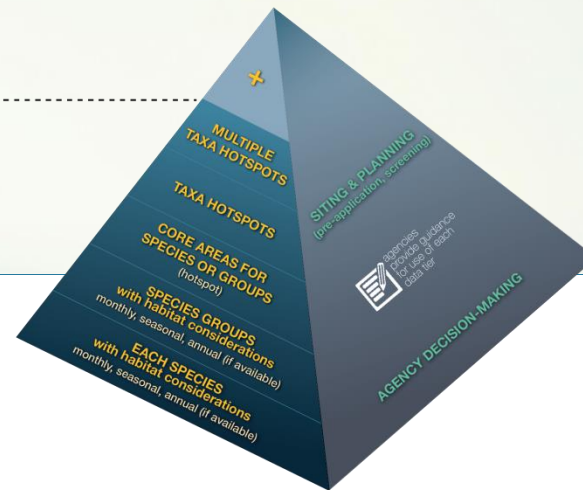 +
MULTIPLE
TAXA HOTSPOTS
TAXA HOTSPOTS
CORE AREAS FOR
SPECIES OR GROUPS
(hotspot)
SPECIES GROUPS
with habitat considerations
monthly, seasonal, annual (if available)
EACH SPECIES
with habitat considerations
monthly, seasonal, annual (if available)
SITING & PLANNING
(pre-application, screening)
agencies
provide guidance
for use of each
data tier
AGENCY DECISION-MAKING